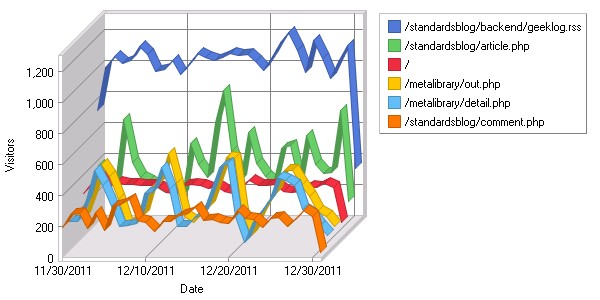 /standardsblog/backend/geeklog.rss
/standardsblog/article.php
/
/metalibrary/out.php
/metalibrary/detail.php
/standardsblog/comment.php
Visitors
1,200
1,000
800
600
400
200
0
11/30/2011 12/10/2011 12/20/2011 12/30/2011
Date